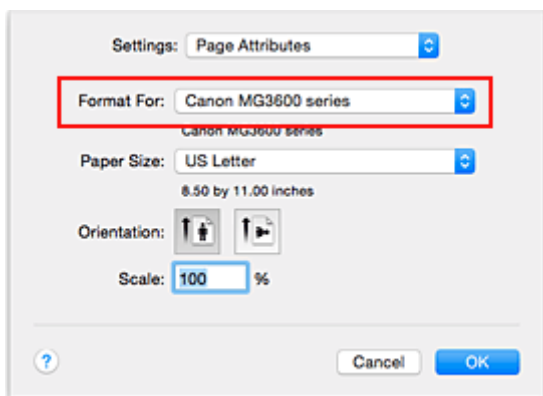 Settings: Page Attributes
Format For: Canon MG3600 series
Canon MG3600 series
Paper Size: US Letter
8.50 by 11.00 inches
Orientation:
Scale: 100 %
? Cancel OK